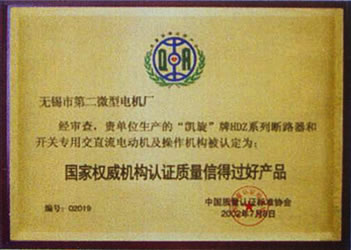 QA
无锡市第二微型电机厂
经审查，责单位生产的“凯旋”牌HDZ系列断路器和
开关专用交直流电动机及操作机构被认定为：
国家权威机构认证质量信得过好产品
中国质量认证标准协会
编号：02019
2002年7月8日